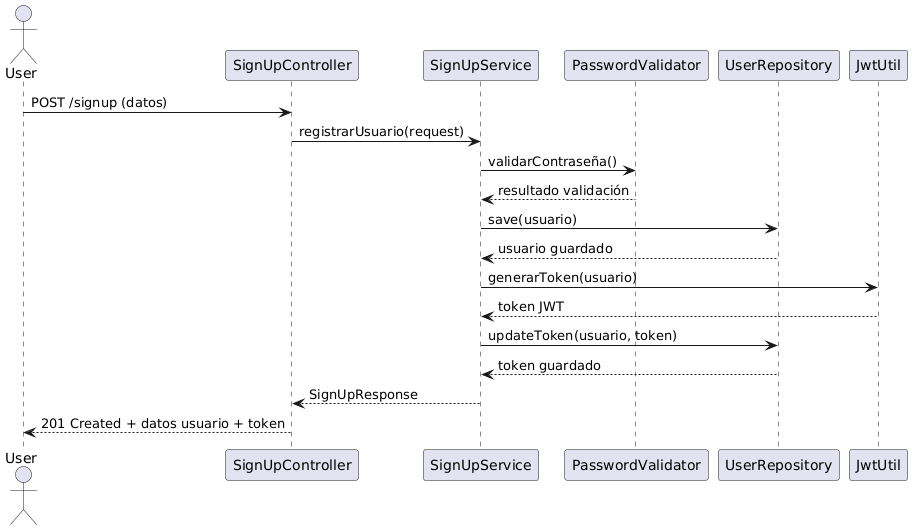 User
SignUpController
SignUpService
PasswordValidator
UserRepository
JwtUtil
POST /signup (datos)
registrarUsuario(request)
validarContraseña()
resultado validación
save(usuario)
usuario guardado
generarToken(usuario)
token JWT
updateToken(usuario, token)
token guardado
SignUpResponse
201 Created + datos usuario + token
User
SignUpController
SignUpService
PasswordValidator
UserRepository
JwtUtil